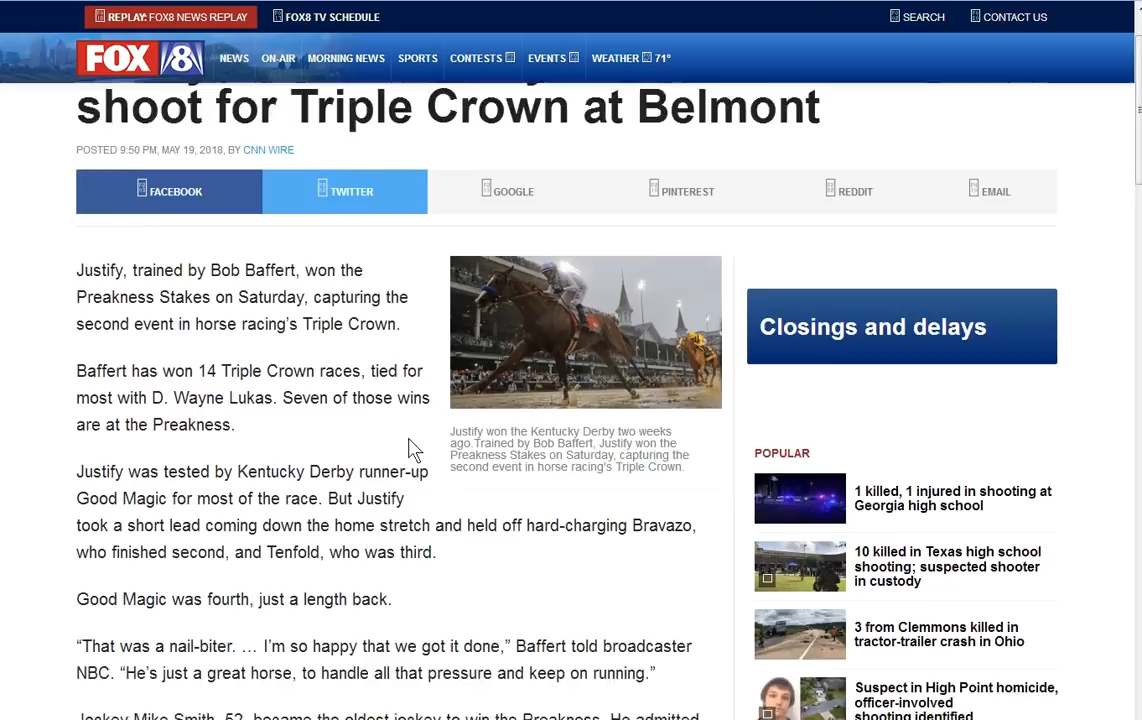 REPLAY: FOX8 NEWS REPLAY
FOX8 TV SCHEDULE
SEARCH
CONTACT US
FOX 8
NEWS
ON-AIR
MORNING NEWS
SPORTS
CONTESTS
EVENTS
WEATHER
71°
shoot for Triple Crown at Belmont
POSTED 9:50 PM, MAY 19, 2018, BY CNN WIRE
FACEBOOK
TWITTER
GOOGLE
PINTEREST
REDDIT
EMAIL
Justify, trained by Bob Baffert, won the
Preakness Stakes on Saturday, capturing the
second event in horse racing’s Triple Crown.
Baffert has won 14 Triple Crown races, tied for
most with D. Wayne Lukas. Seven of those wins
are at the Preakness.
Justify was tested by Kentucky Derby runner-up
Good Magic for most of the race. But Justify
took a short lead coming down the home stretch and held off hard-charging Bravazo,
who finished second, and Tenfold, who was third.
Good Magic was fourth, just a length back.
“That was a nail-biter. … I’m so happy that we got it done,” Baffert told broadcaster
NBC. “He’s just a great horse, to handle all that pressure and keep on running.”
Jockey Mike Smith, 52, became the oldest jockey to win the Preakness. He admitted
Justify won the Kentucky Derby two weeks
ago.Trained by Bob Baffert, Justify won the
Preakness Stakes on Saturday, capturing the
second event in horse racing's Triple Crown.
Closings and delays
POPULAR
1 killed, 1 injured in shooting at
Georgia high school
10 killed in Texas high school
shooting; suspected shooter
in custody
3 from Clemmons killed in
tractor-trailer crash in Ohio
Suspect in High Point homicide,
officer-involved
shooting identified